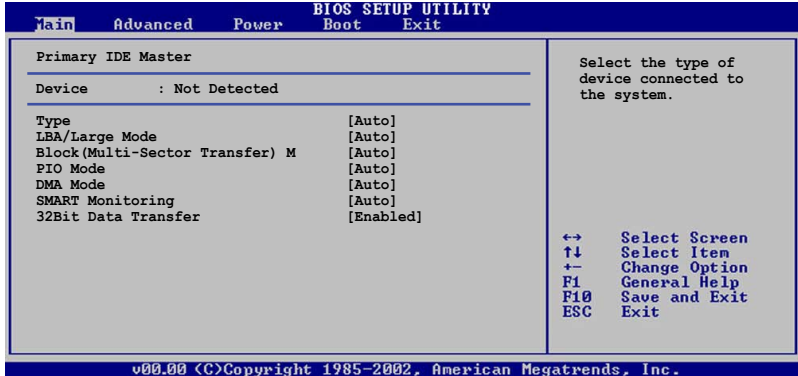 BIOS SETUP UTILITY
Main Advanced Power Boot Exit
Primary IDE Master
Device : Not Detected
Type [Auto]
LBA/Large Mode [Auto]
Block(Multi-Sector Transfer) M [Auto]
PIO Mode [Auto]
DMA Mode [Auto]
SMART Monitoring [Auto]
32Bit Data Transfer [Enabled]
Select the type of
device connected to
the system.
↔ Select Screen
↑↓ Select Item
+- Change Option
F1 General Help
F10 Save and Exit
ESC Exit
v00.00 (C)Copyright 1985-2002, American Megatrends, Inc.